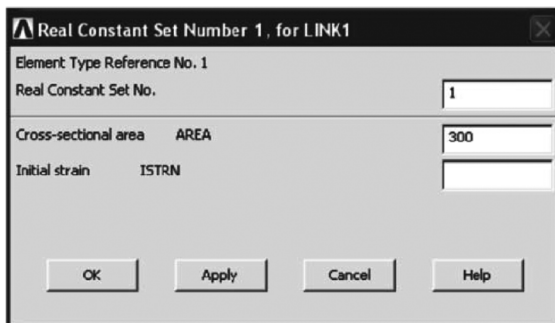 Real Constant Set Number 1, for LINK1
Element Type Reference No. 1
Real Constant Set No. 1
Cross-sectional area AREA 300
Initial strain ISTRN
OK Apply Cancel Help